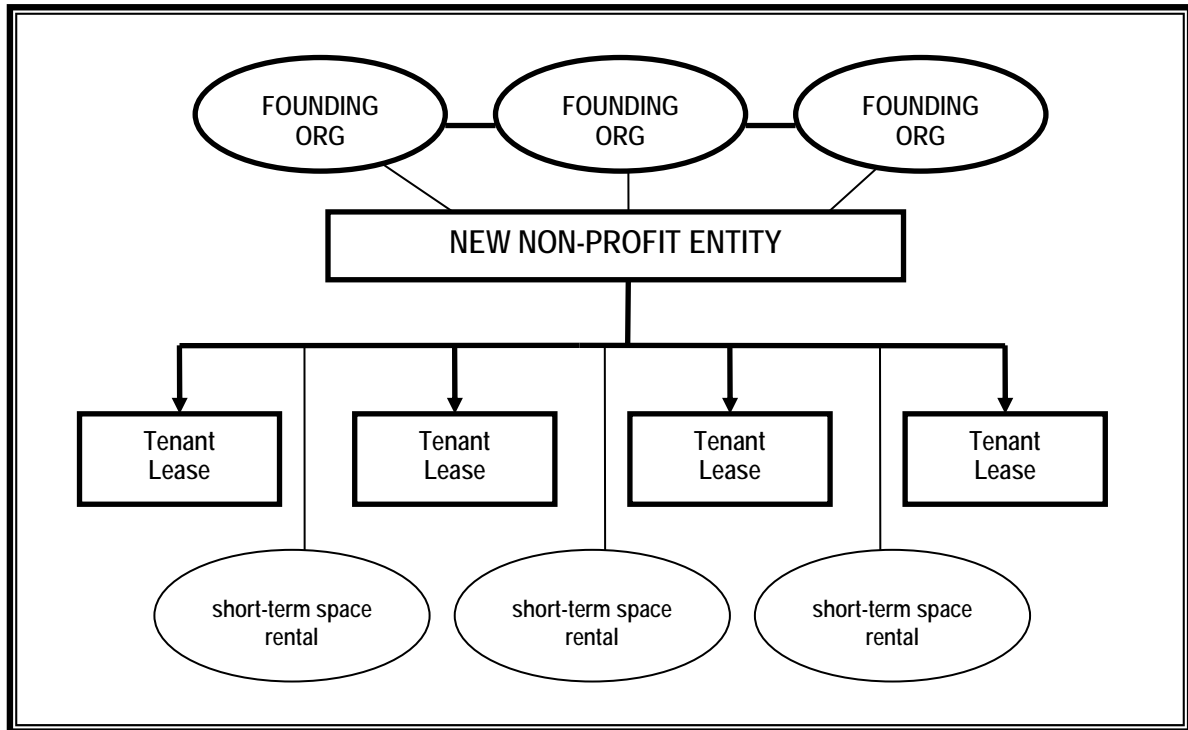 FOUNDING
ORG
FOUNDING
ORG
FOUNDING
ORG
NEW NON-PROFIT ENTITY
Tenant
Lease
Tenant
Lease
Tenant
Lease
Tenant
Lease
short-term space
rental
short-term space
rental
short-term space
rental